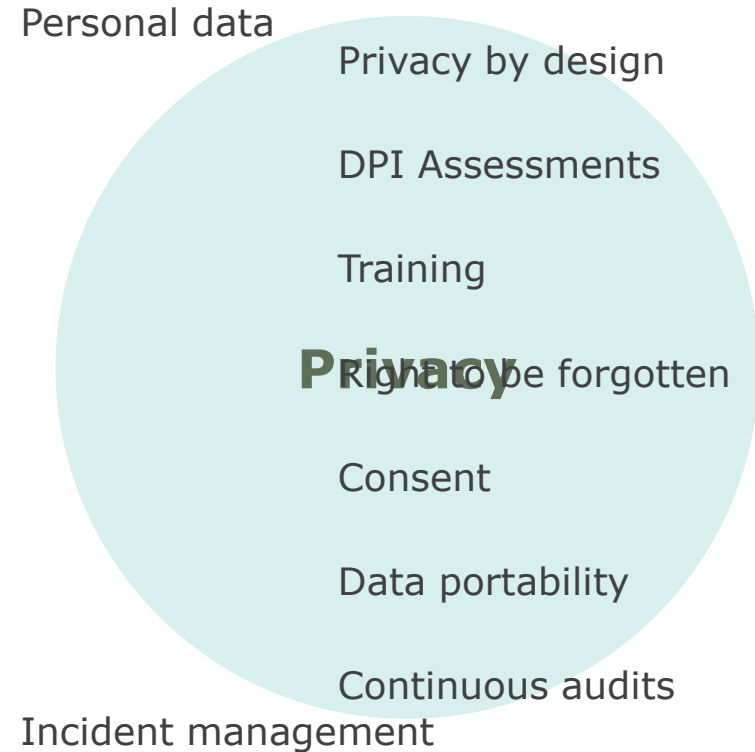 Personal data
Privacy by design
DPI Assessments
Training
Privacy
Right to be forgotten
Consent
Data portability
Continuous audits
Incident management